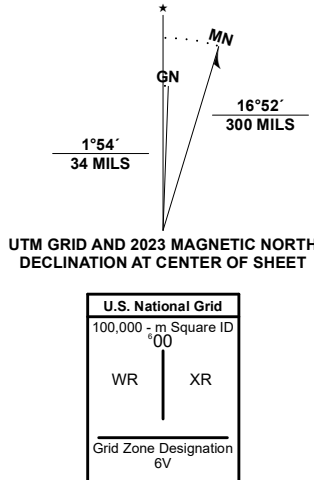 ★
MN
GN
1°54´
34 MILS
16°52´
300 MILS
UTM GRID AND 2023 MAGNETIC NORTH
DECLINATION AT CENTER OF SHEET
U.S. National Grid
100,000 - m Square ID
⁶00
WR XR
Grid Zone Designation
6V